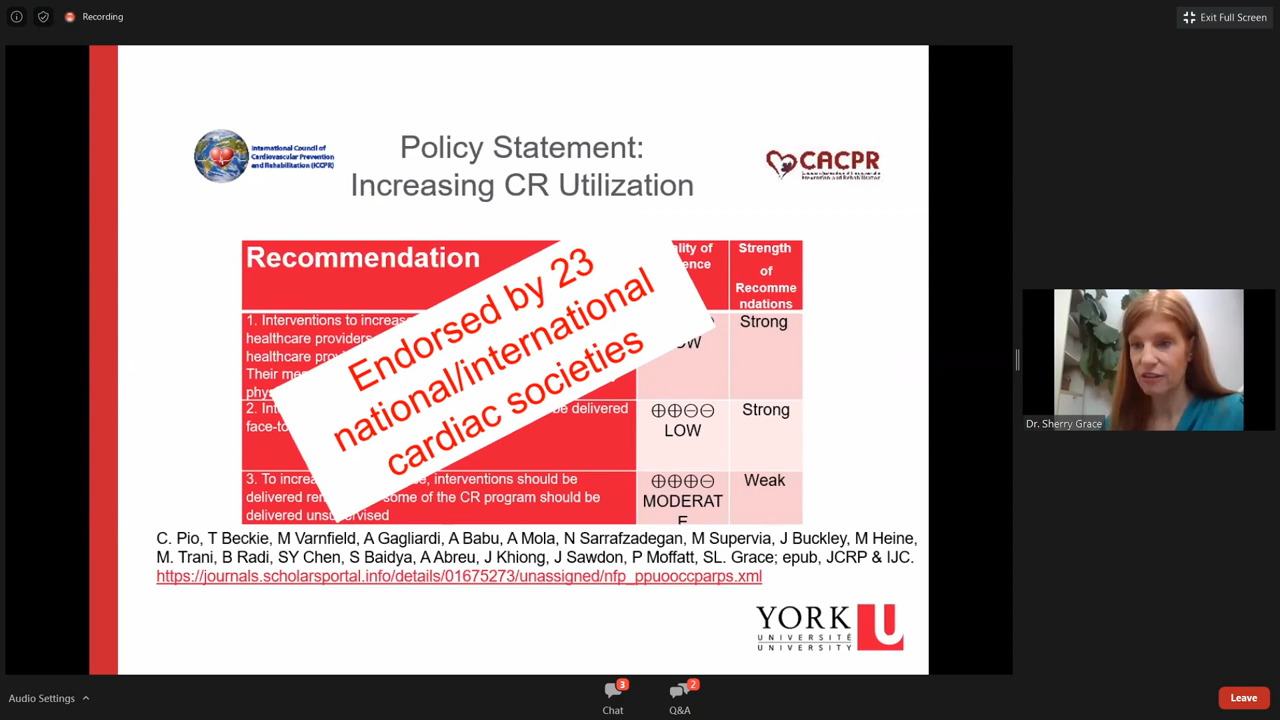 Recording
Exit Full Screen
International Council of
Cardiovascular Prevention
and Rehabilitation (ICCPR)
Policy Statement:
Increasing CR Utilization
CACPR
Recommendation
Strength
of
Recomme
ndations
Endorsed by 23
national/international
cardiac societies
1. Interventions to increas
healthcare providers
healthcare prov
Their me
phy
Strong
2. Int
be delivered
face-to
⊕⊕⊖⊖
LOW
Strong
3. To increa
interventions should be
delivered
some of the CR program should be
delivered unsupervised
⊕⊕⊕⊖
MODERAT
E
Weak
C. Pio, T Beckie, M Varnfield, A Gagliardi, A Babu, A Mola, N Sarrafzadegan, M Supervia, J Buckley, M Heine,
M. Trani, B Radi, SY Chen, S Baidya, A Abreu, J Khiong, J Sawdon, P Moffatt, SL. Grace; epub, JCRP & IJC.
https://journals.scholarsportal.info/details/01675273/unassigned/nfp_ppuooccparps.xml
YORK U
UNIVERSITÉ
UNIVERSITY
Dr. Sherry Grace
Audio Settings
3
Chat
2
Q&A
Leave